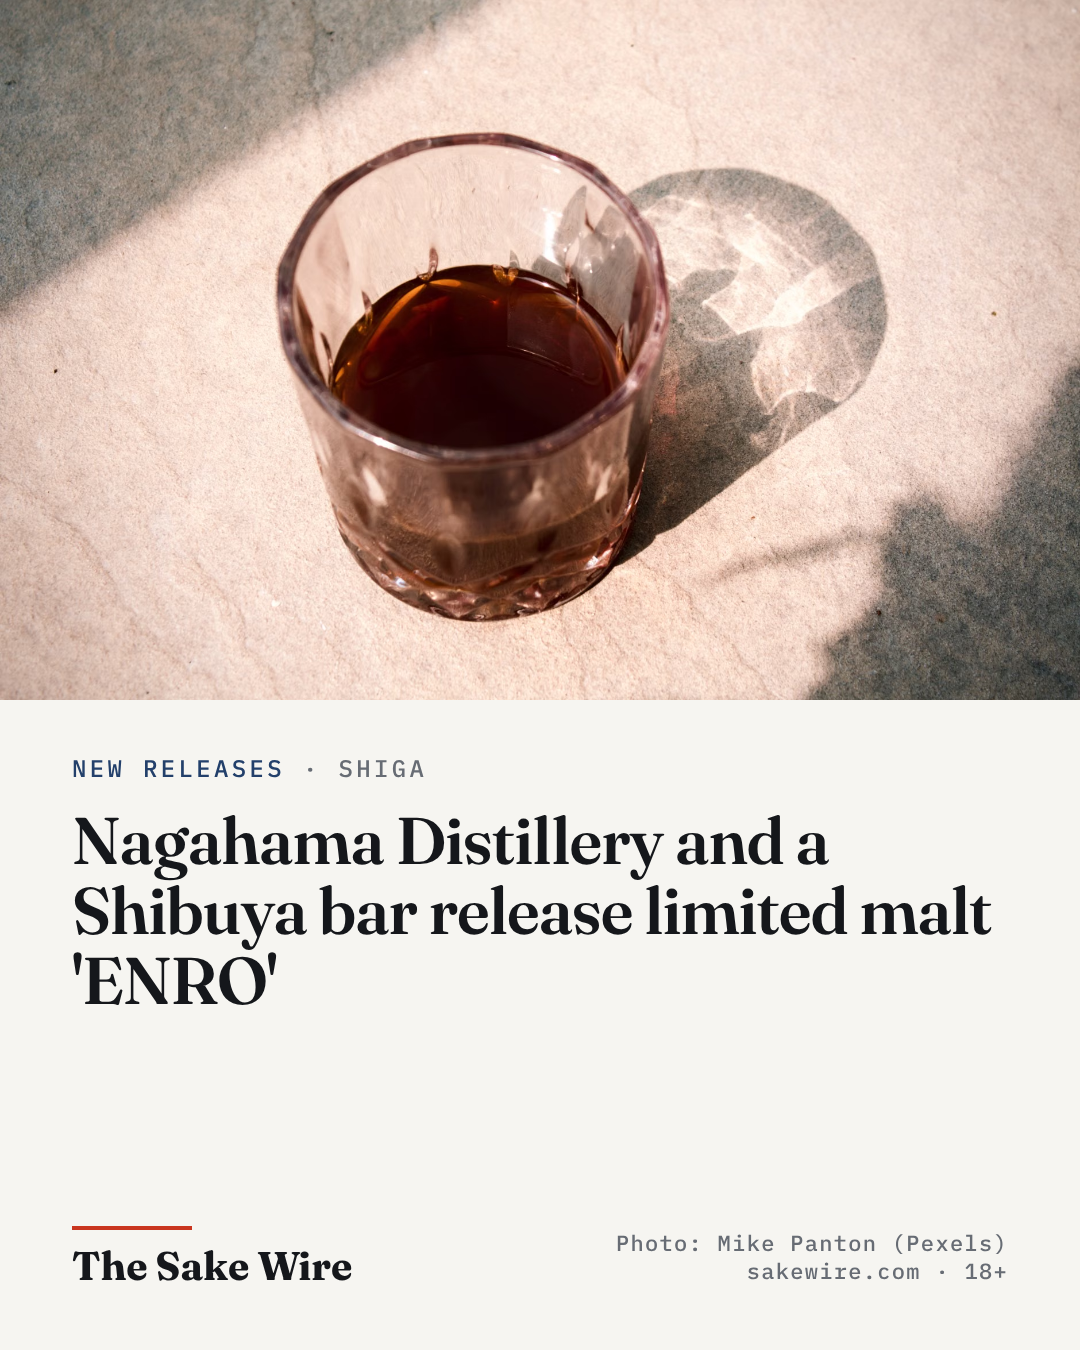 NEW RELEASES · SHIGA
Nagahama Distillery and a
Shibuya bar release limited malt
'ENRO'
The Sake Wire
Photo: Mike Panton (Pexels)
sakewire.com · 18+